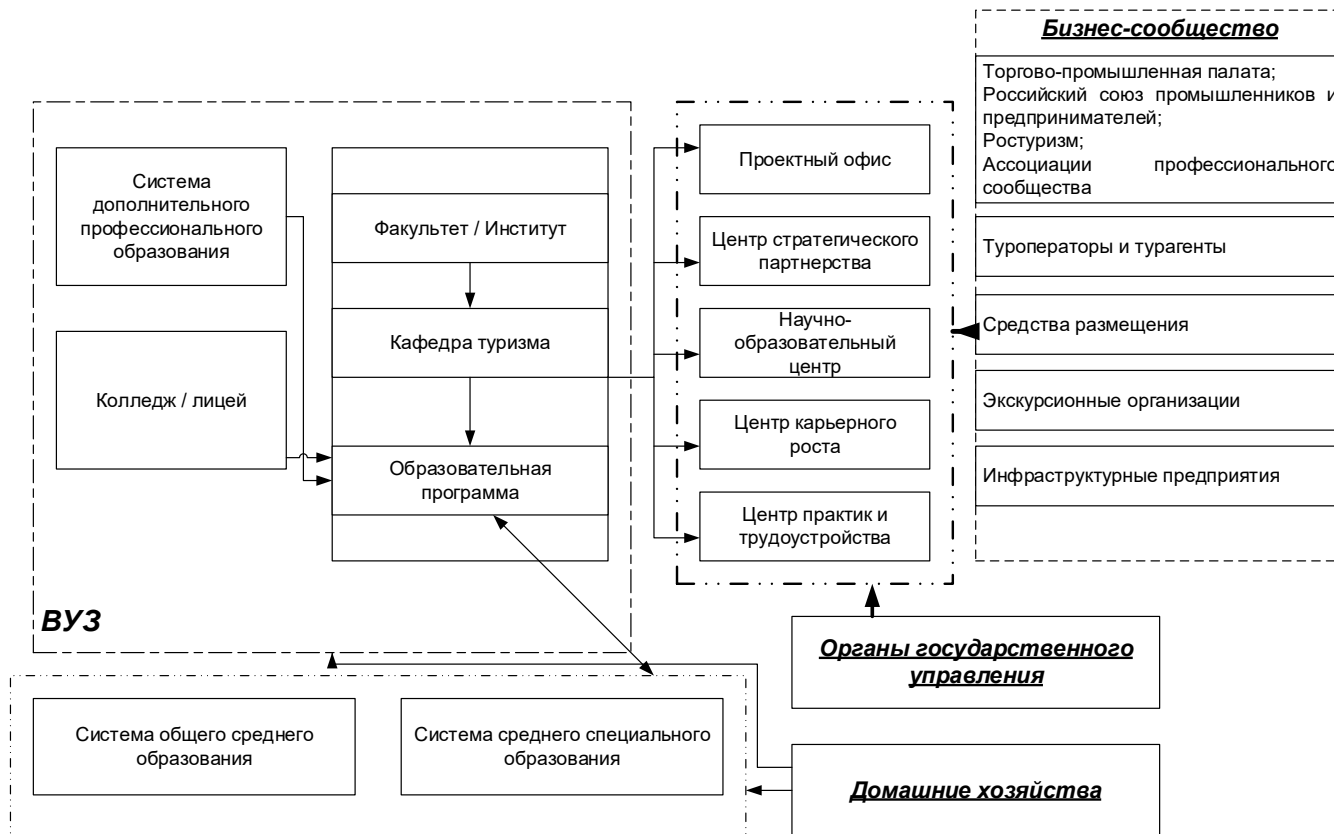 Бизнес-сообщество
Торгово-промышленная палата;
Российский союз промышленников и
предпринимателей;
Ростуризм;
Ассоциации профессионального
сообщества
Туроператоры и турагенты
Средства размещения
Экскурсионные организации
Инфраструктурные предприятия
Система
дополнительного
профессионального
образования
Колледж / лицей
Факультет / Институт
Кафедра туризма
Образовательная
программа
ВУЗ
Проектный офис
Центр стратегического
партнерства
Научно-
образовательный
центр
Центр карьерного
роста
Центр практик и
трудоустройства
Органы государственного
управления
Система общего среднего
образования
Система среднего специального
образования
Домашние хозяйства